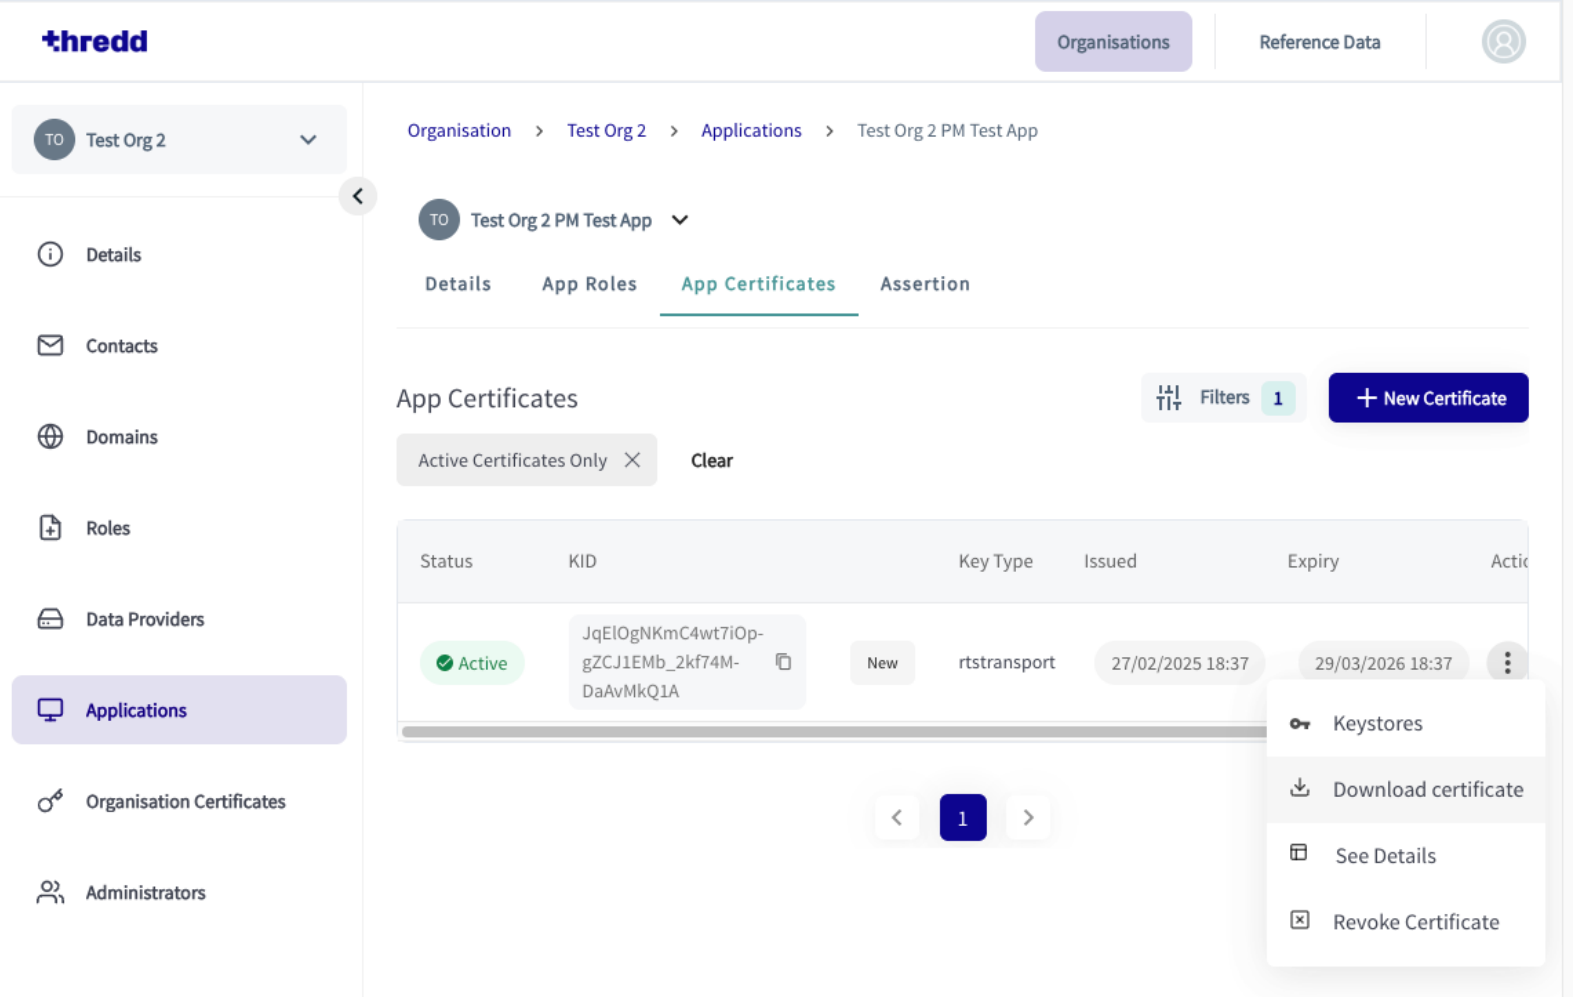 thredd
Organisations
Reference Data
TO
Test Org 2
Organisation > Test Org 2 > Applications > Test Org 2 PM Test App
TO
Test Org 2 PM Test App
Details
App Roles
App Certificates
Assertion
Details
Contacts
Domains
Roles
Data Providers
Applications
Organisation Certificates
Administrators
App Certificates
Filters 1
+ New Certificate
Active Certificates Only
Clear
Status
KID
Key Type
Issued
Expiry
Actic
Active
JqElOgNKmC4wt7iOp-
gZCJ1EMb_2kf74M-
DaAvMkQ1A
New
rtstransport
27/02/2025 18:37
29/03/2026 18:37
Keystores
Download certificate
See Details
Revoke Certificate
1